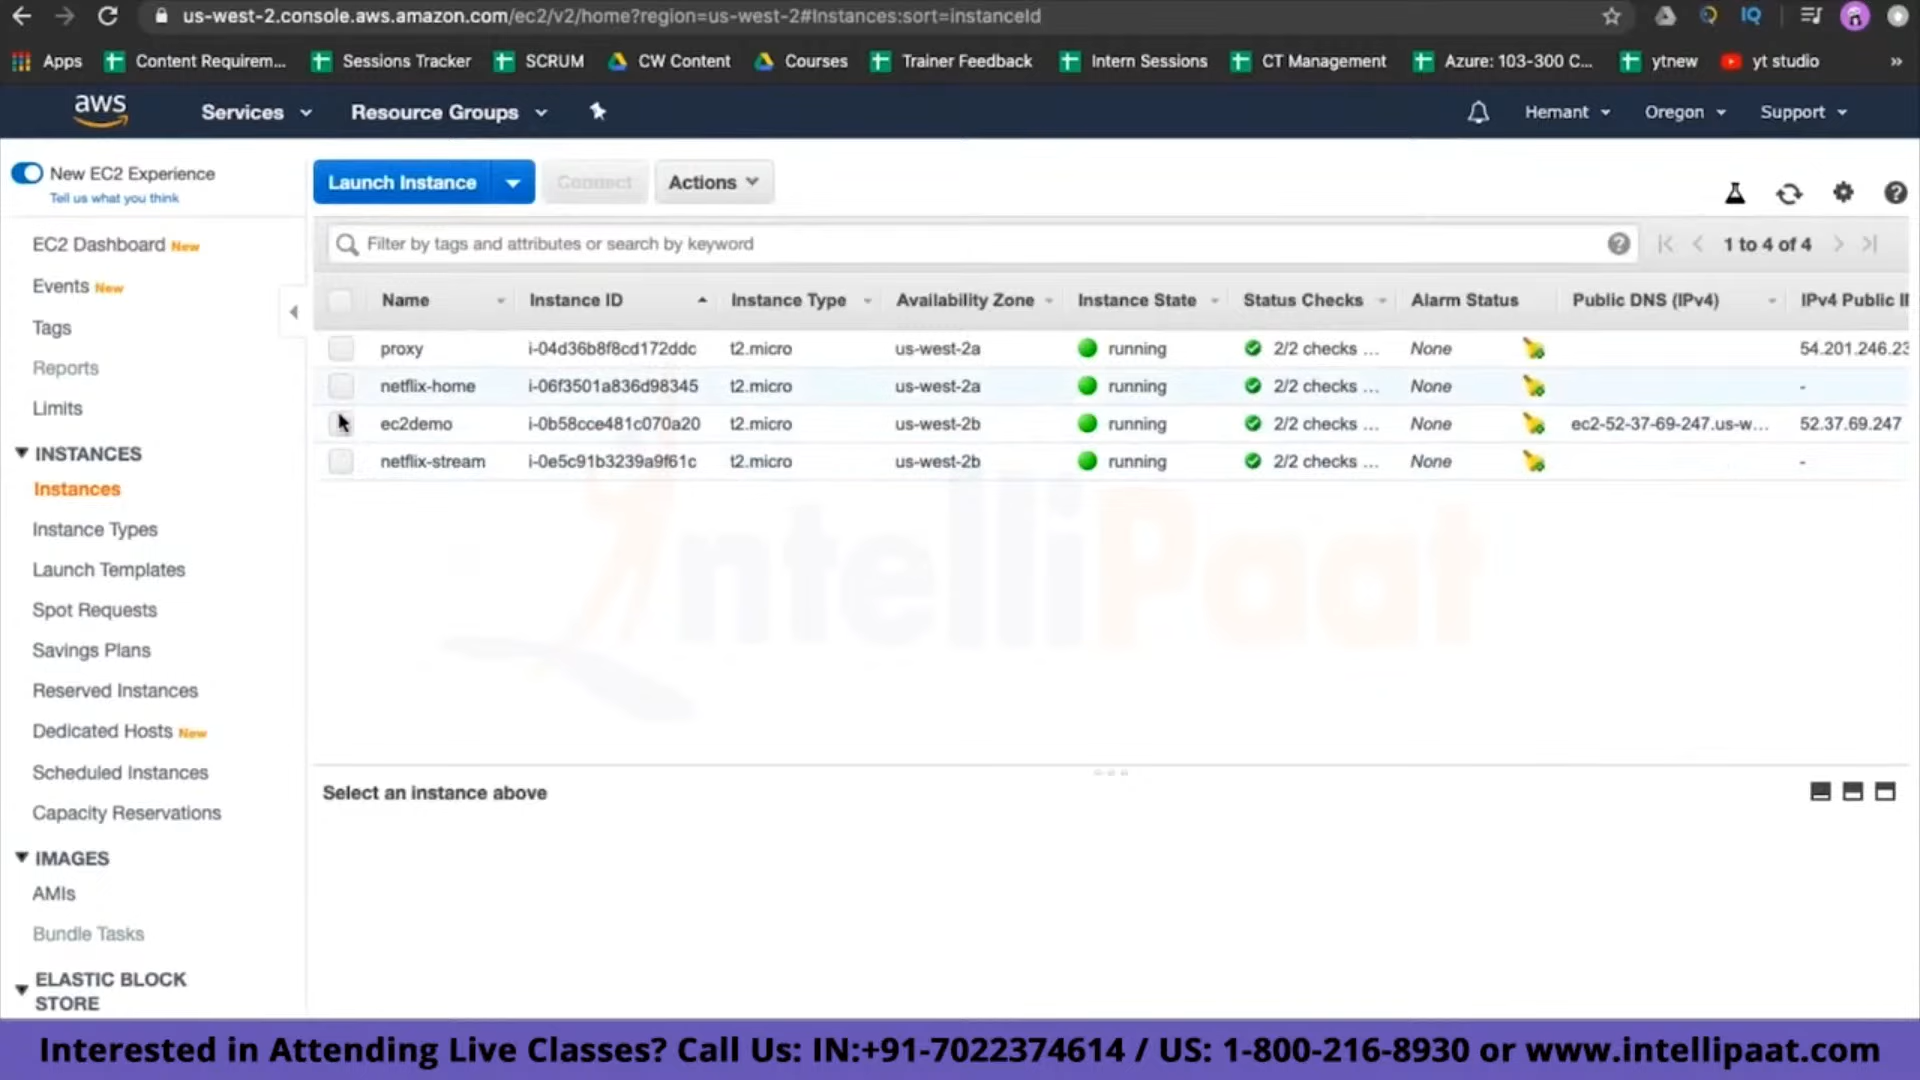 us-west-2.console.aws.amazon.com/ec2/v2/home?region=us-west-2#Instances:sort=instanceId
IQ
Apps Content Requirem... Sessions Tracker SCRUM CW Content Courses Trainer Feedback Intern Sessions CT Management Azure: 103-300 C... ytnew yt studio »
aws Services Resource Groups Hemant Oregon Support
New EC2 Experience
Tell us what you think
Launch Instance Connect Actions
EC2 Dashboard New
Events New
Tags
Reports
Limits
INSTANCES
Instances
Instance Types
Launch Templates
Spot Requests
Savings Plans
Reserved Instances
Dedicated Hosts New
Scheduled Instances
Capacity Reservations
IMAGES
AMIs
Bundle Tasks
ELASTIC BLOCK
STORE
Filter by tags and attributes or search by keyword
1 to 4 of 4
Name Instance ID Instance Type Availability Zone Instance State Status Checks Alarm Status Public DNS (IPv4) IPv4 Public
proxy i-04d36b8f8cd172ddc t2.micro us-west-2a running 2/2 checks ... None 54.201.246.23
netflix-home i-06f3501a836d98345 t2.micro us-west-2a running 2/2 checks ... None -
ec2demo i-0b58cce481c070a20 t2.micro us-west-2b running 2/2 checks ... None ec2-52-37-69-247.us-w... 52.37.69.247
netflix-stream i-0e5c91b3239a9f61c t2.micro us-west-2b running 2/2 checks ... None -
IntelliPaat
Select an instance above
Interested in Attending Live Classes? Call Us: IN:+91-7022374614 / US: 1-800-216-8930 or www.intellipaat.com